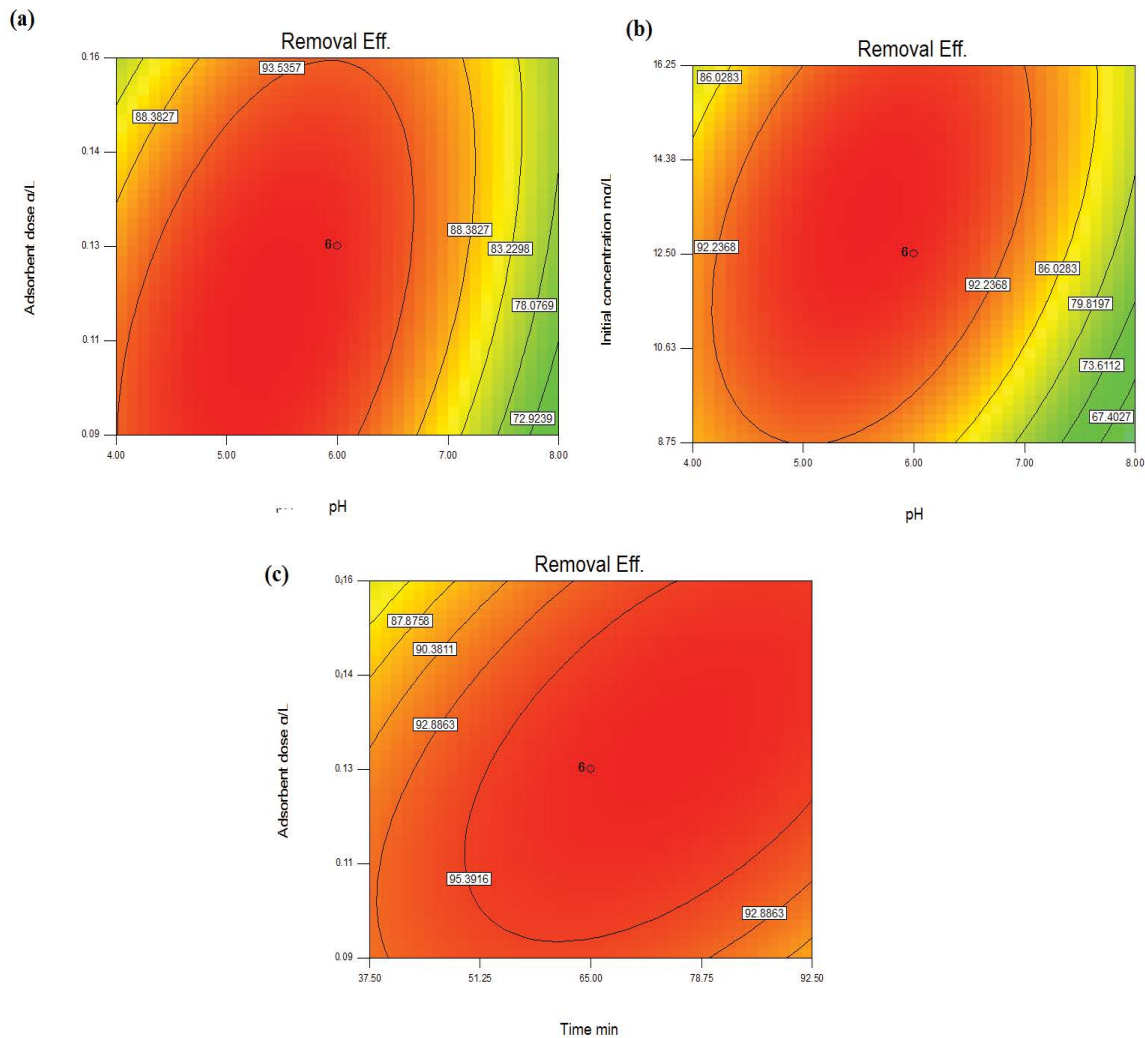 (a)
Removal Eff.
0.16
0.14
0.13
0.11
0.09
Adsorbent dose g/L
93.5357
88.3827
6
88.3827
83.2298
78.0769
72.9239
4.00 5.00 6.00 7.00 8.00
pH
(b)
Removal Eff.
16.25
14.38
12.50
10.63
8.75
Initial concentration mg/L
86.0283
92.2368
6
92.2368
86.0283
79.8197
73.6112
67.4027
4.00 5.00 6.00 7.00 8.00
pH
(c)
Removal Eff.
0.16
0.14
0.13
0.11
0.09
Adsorbent dose g/L
87.8758
90.3811
92.8863
6
95.3916
92.8863
37.50 51.25 65.00 78.75 92.50
Time min